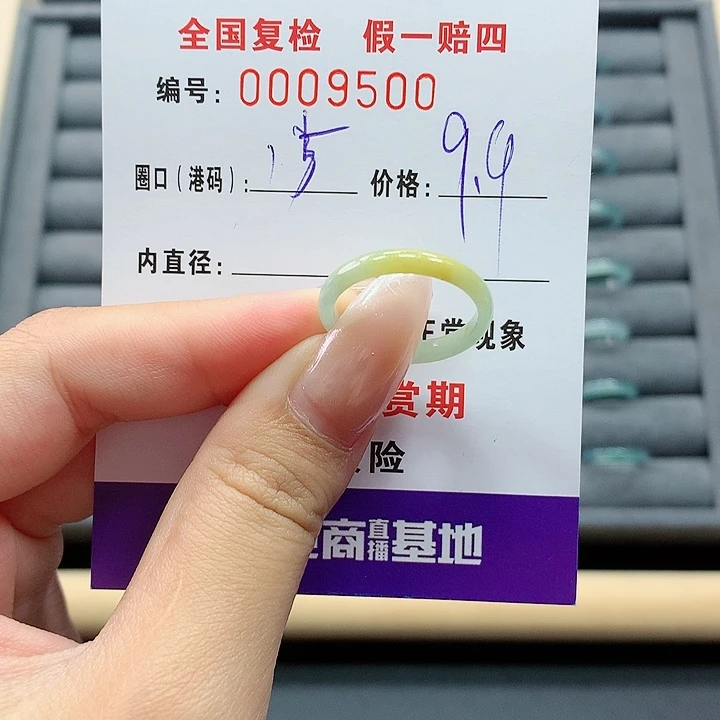 全国复检 假一赔四
编号：0009500
圈口（港码）：15 价格：9.9
内直径：
正常现象
赏期
险
商直播基地